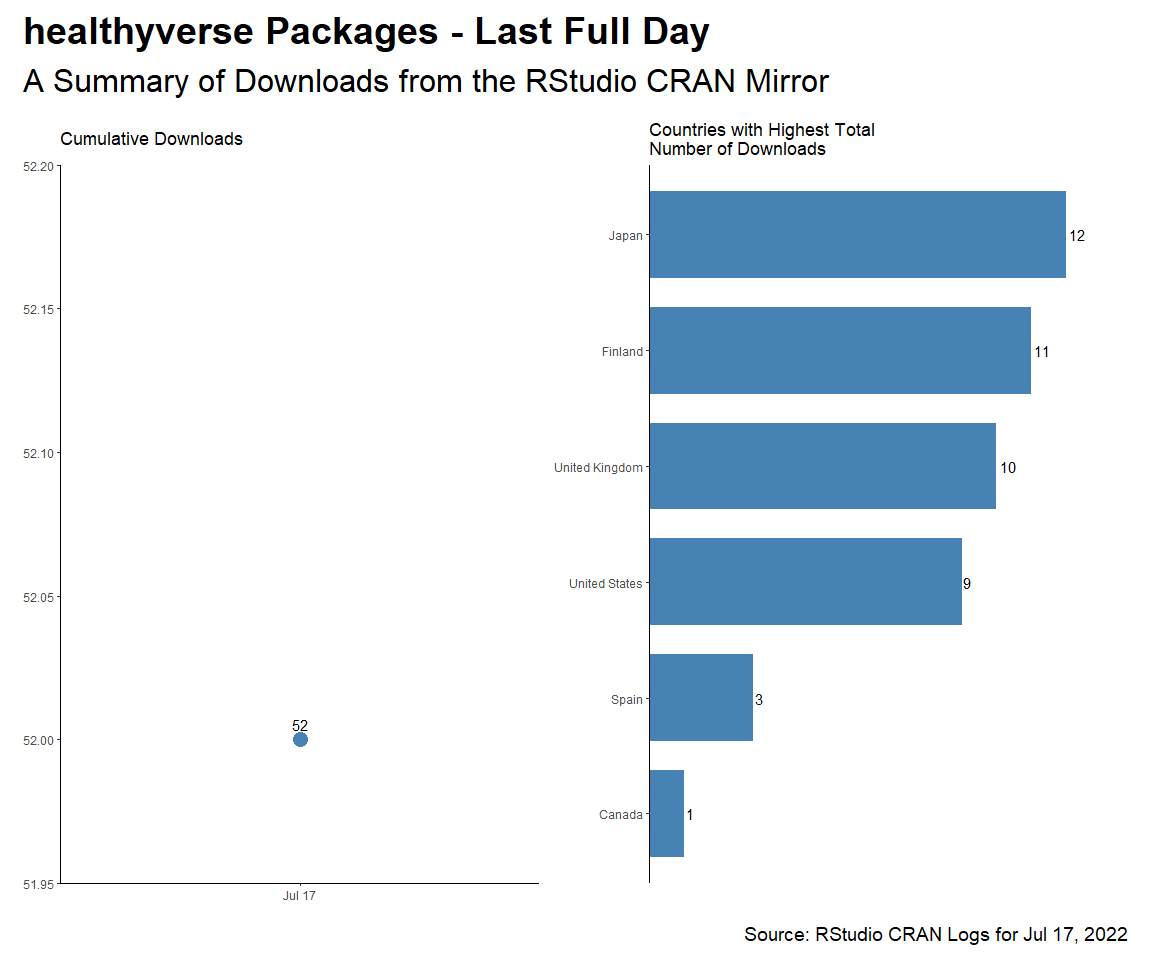 healthyverse Packages - Last Full Day
A Summary of Downloads from the RStudio CRAN Mirror
Cumulative Downloads
52.20
52.15
52.10
52.05
52.00
51.95
52
Jul 17
Countries with Highest Total
Number of Downloads
Japan
12
Finland
11
United Kingdom
10
United States
9
Spain
3
Canada
1
Source: RStudio CRAN Logs for Jul 17, 2022